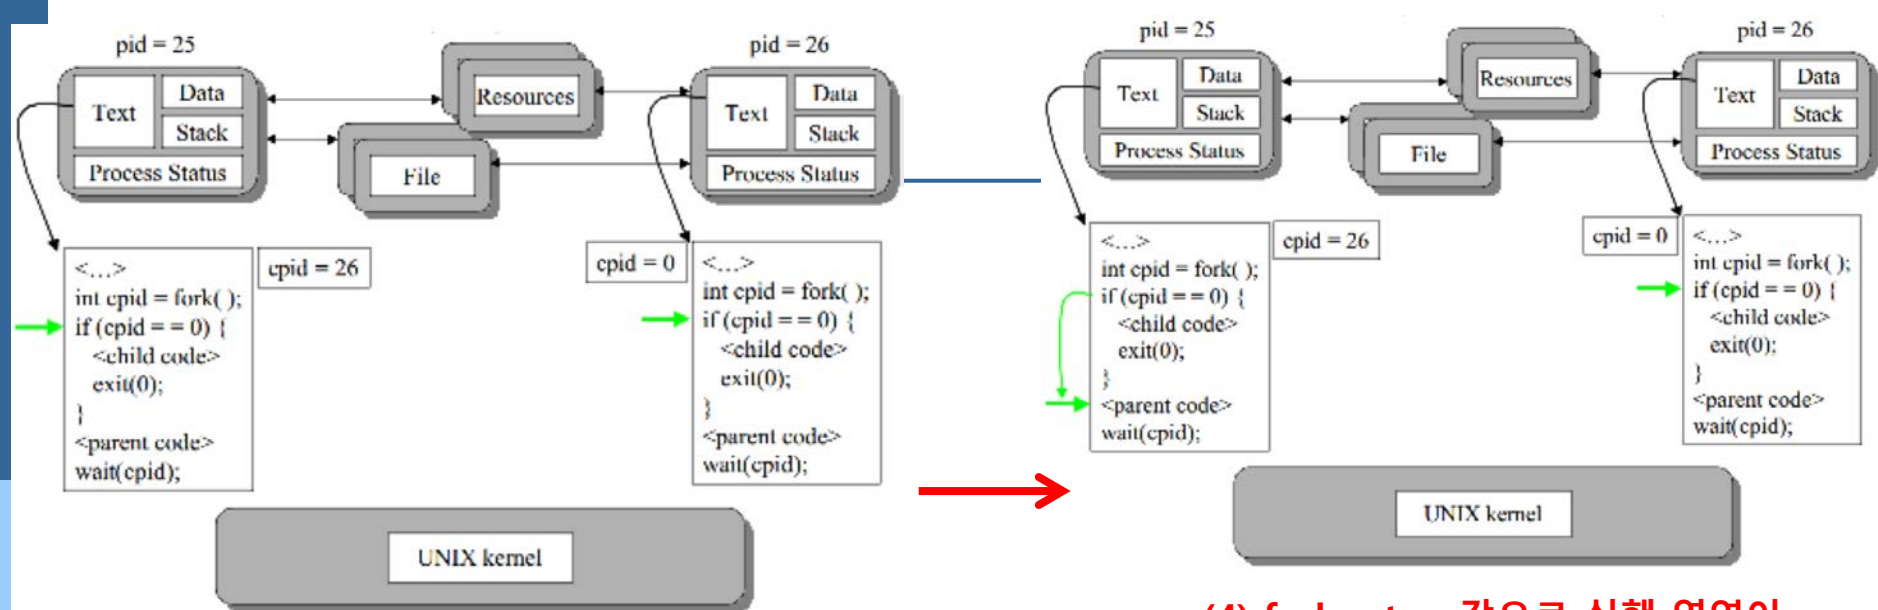 pid = 25
Text
Data
Stack
Process Status
Resources
File
pid = 26
Text
Data
Stack
Process Status
cpid = 26
<...>
int cpid = fork( );
if (cpid = = 0) {
<child code>
exit(0);
}
<parent code>
wait(cpid);
cpid = 0
<...>
int cpid = fork( );
if (cpid = = 0) {
<child code>
exit(0);
}
<parent code>
wait(cpid);
UNIX kernel
pid = 25
Text
Data
Stack
Process Status
Resources
File
pid = 26
Text
Data
Stack
Process Status
<...>
int cpid = fork( );
if (cpid = = 0) {
<child code>
exit(0);
}
<parent code>
wait(cpid);
cpid = 26
cpid = 0
<...>
int cpid = fork( );
if (cpid = = 0) {
<child code>
exit(0);
}
<parent code>
wait(cpid);
UNIX kernel
(4)